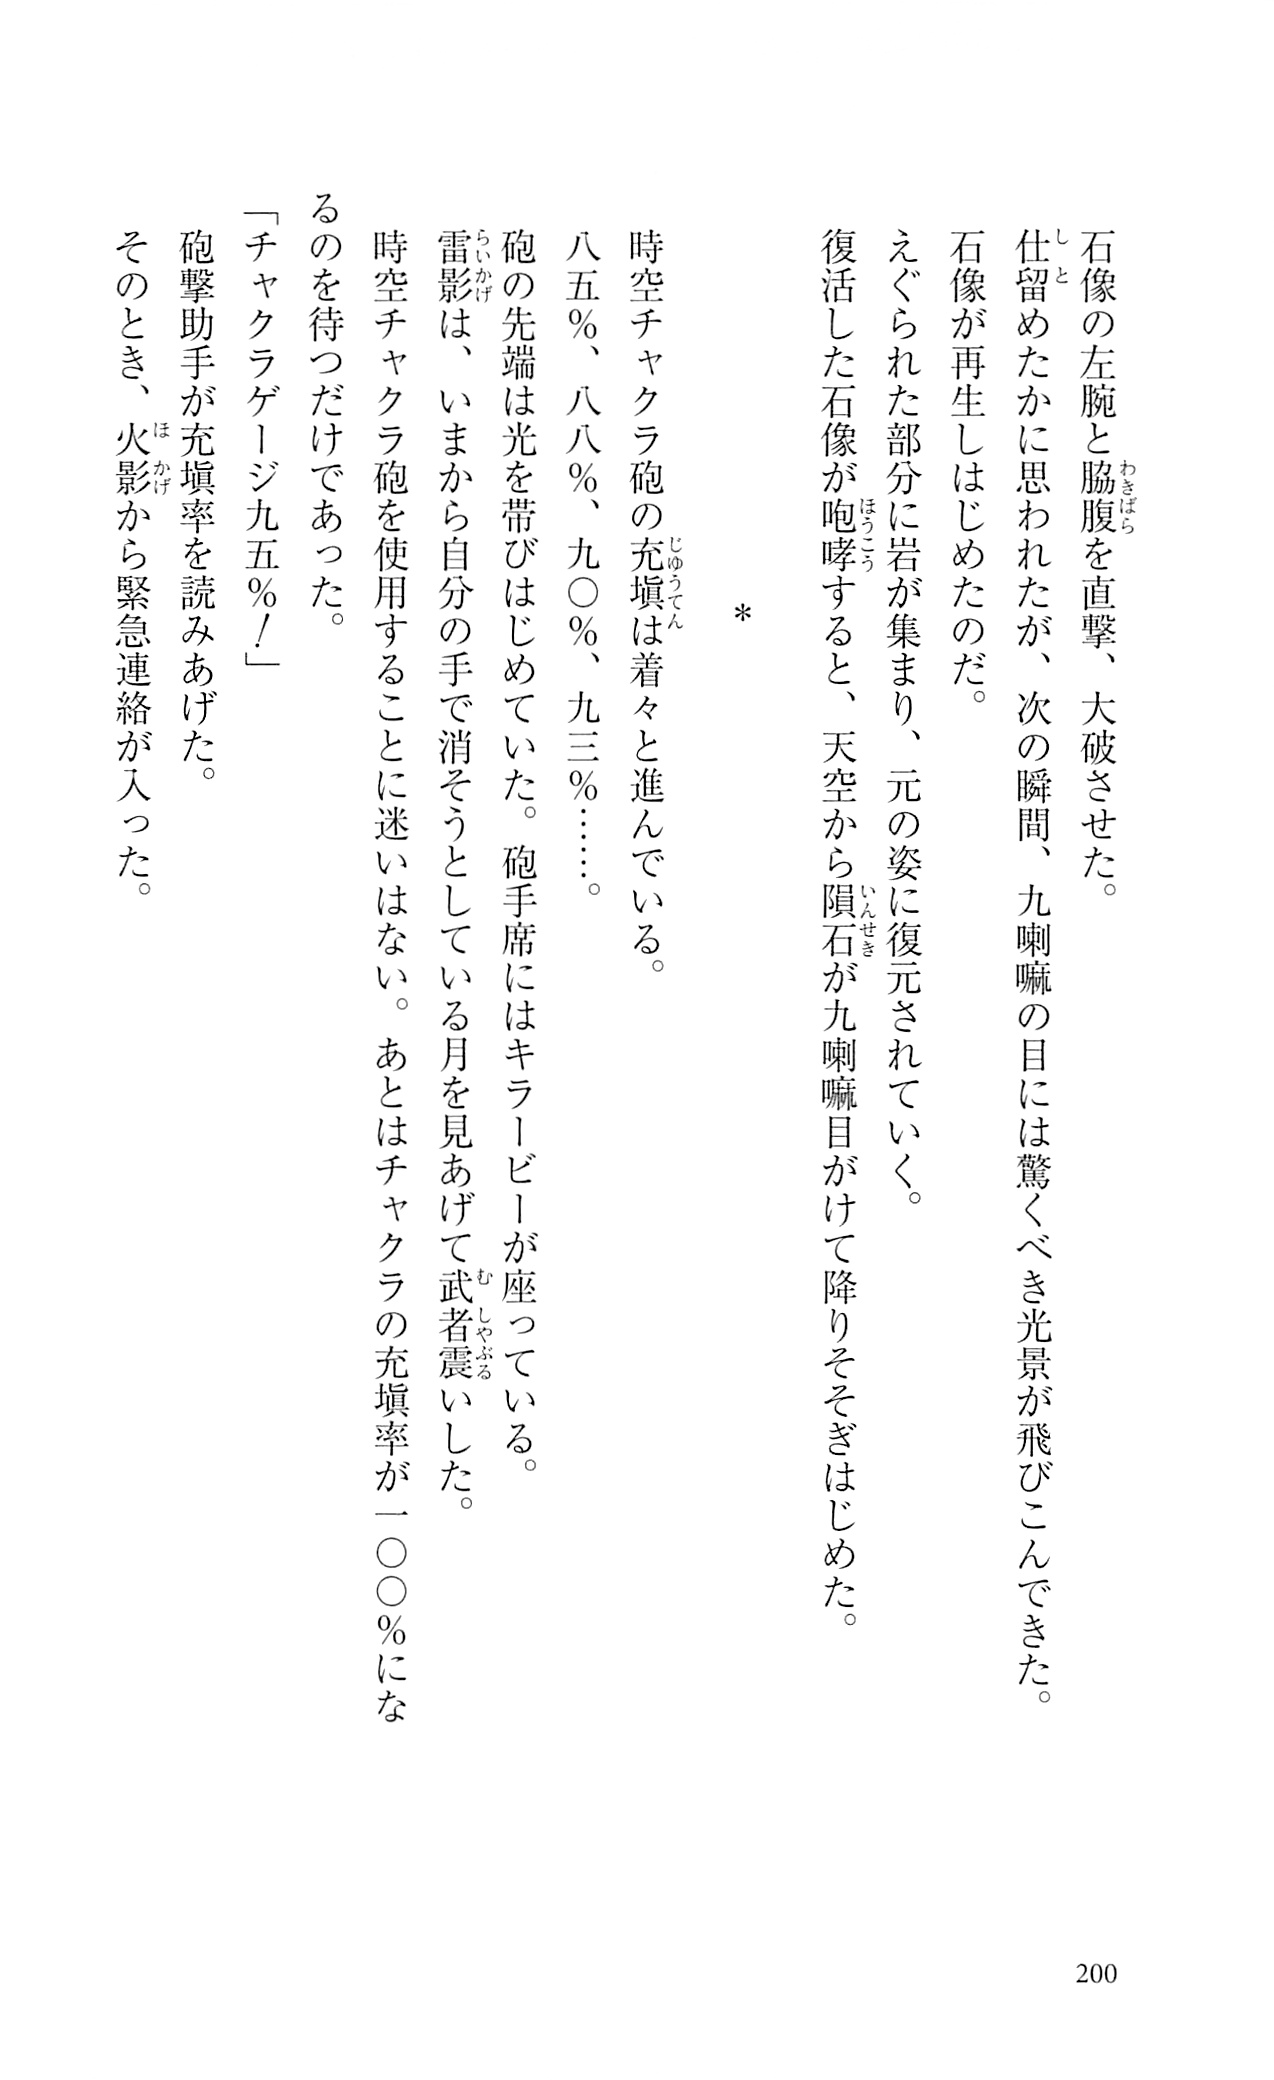 石像の左腕と脇腹を直撃、大破させた。
仕留めたかに思われたが、次の瞬間、九喇嘛の目には驚くべき光景が飛びこんできた。
石像が再生しはじめたのだ。
えぐられた部分に岩が集まり、元の姿に復元されていく。
復活した石像が咆哮すると、天空から隕石が九喇嘛目がけて降りそそぎはじめた。
＊
時空チャクラ砲の充塡は着々と進んでいる。
八五％、八八％、九〇％、九三％……。
砲の先端は光を帯びはじめていた。砲手席にはキラービーが座っている。
雷影は、いまから自分の手で消そうとしている月を見あげて武者震いした。
時空チャクラ砲を使用することに迷いはない。あとはチャクラの充塡率が一〇〇％にな
るのを待つだけであった。
「チャクラゲージ九五％！」
砲撃助手が充塡率を読みあげた。
そのとき、火影から緊急連絡が入った。
200